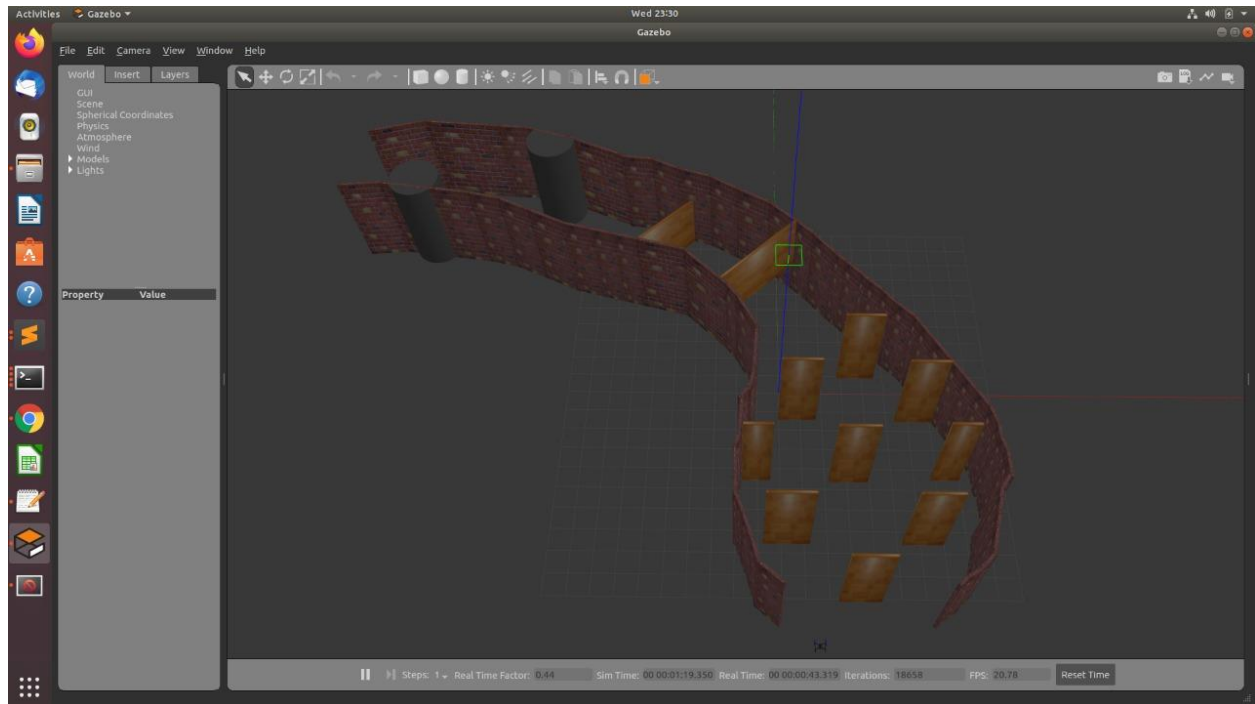 Activities Gazebo Wed 23:30
Gazebo
File Edit Camera View Window Help
World Insert Layers
GUI
Scene
Spherical Coordinates
Physics
Atmosphere
Wind
Models
Lights
Property Value
Steps: 1 Real Time Factor: 0.44 Sim Time: 00 00:01:19.350 Real Time: 00 00:00:43.319 Iterations: 18658 FPS: 20.78 Reset Time